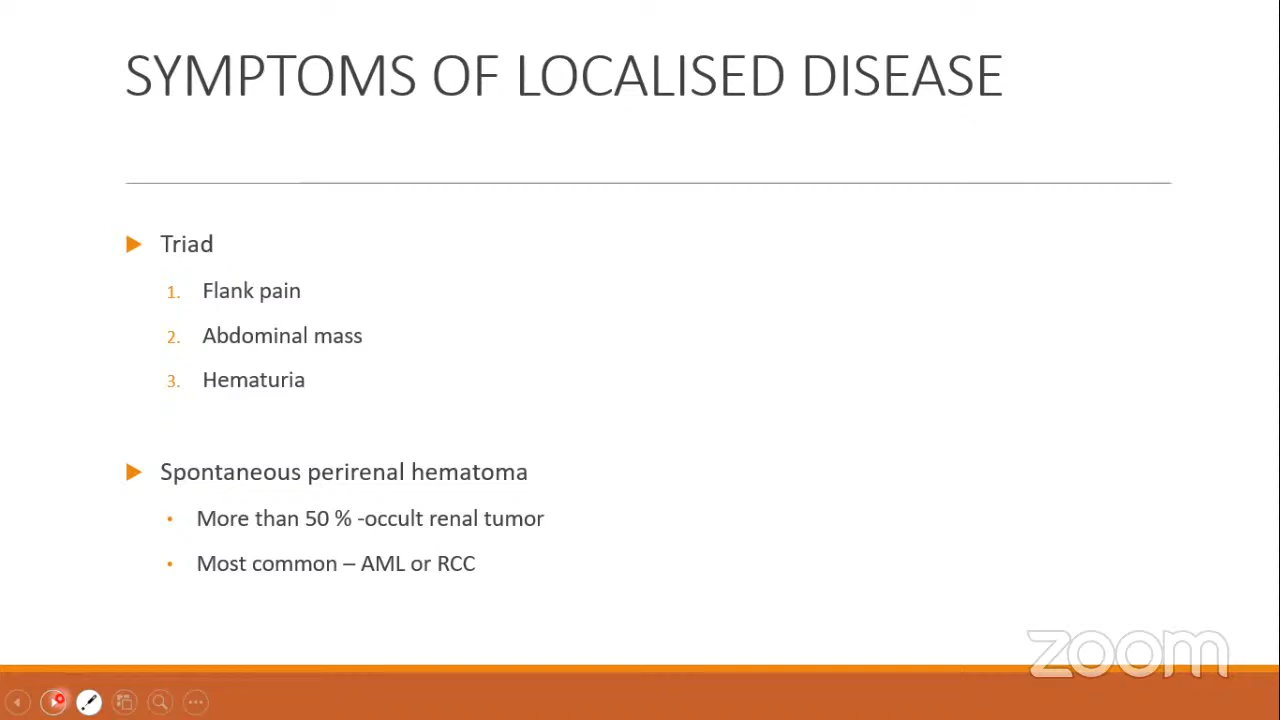 SYMPTOMS OF LOCALISED DISEASE
Triad
1. Flank pain
2. Abdominal mass
3. Hematuria
Spontaneous perirenal hematoma
• More than 50 % -occult renal tumor
• Most common – AML or RCC
zoom